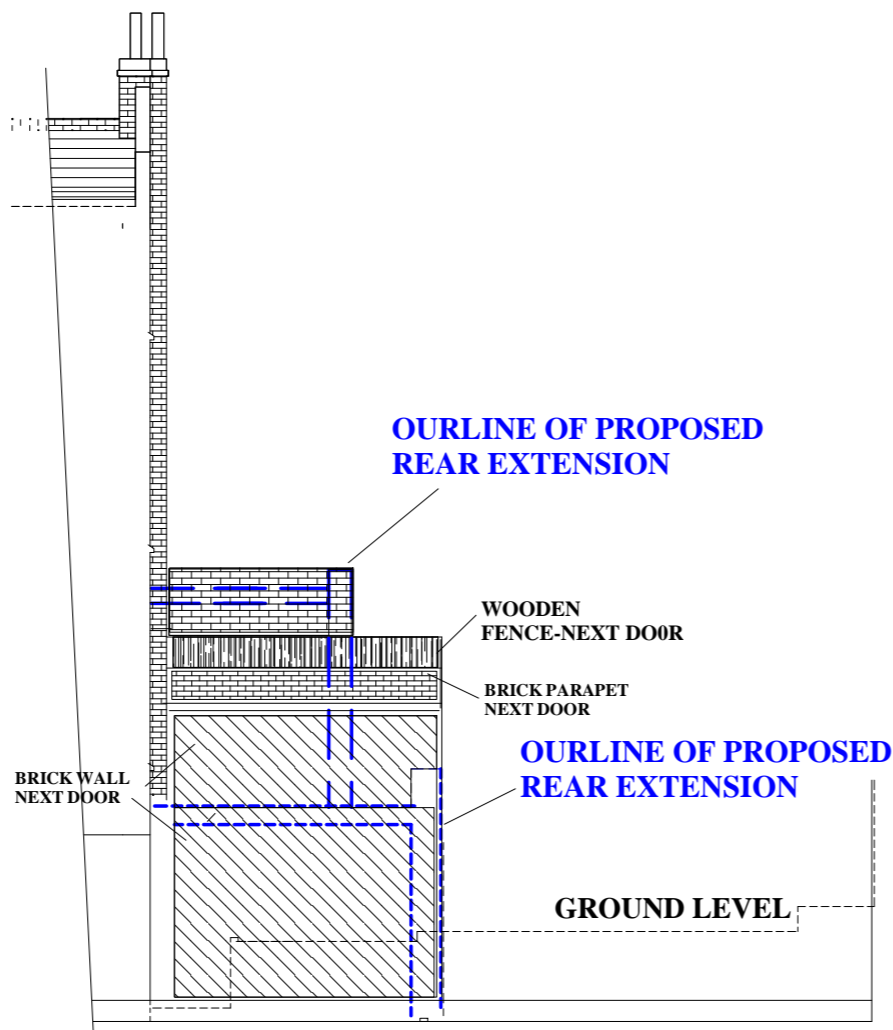 OURLINE OF PROPOSED
REAR EXTENSION
WOODEN
FENCE-NEXT DO0R
BRICK PARAPET
NEXT DOOR
OURLINE OF PROPOSED
REAR EXTENSION
BRICK WALL
NEXT DOOR
GROUND LEVEL